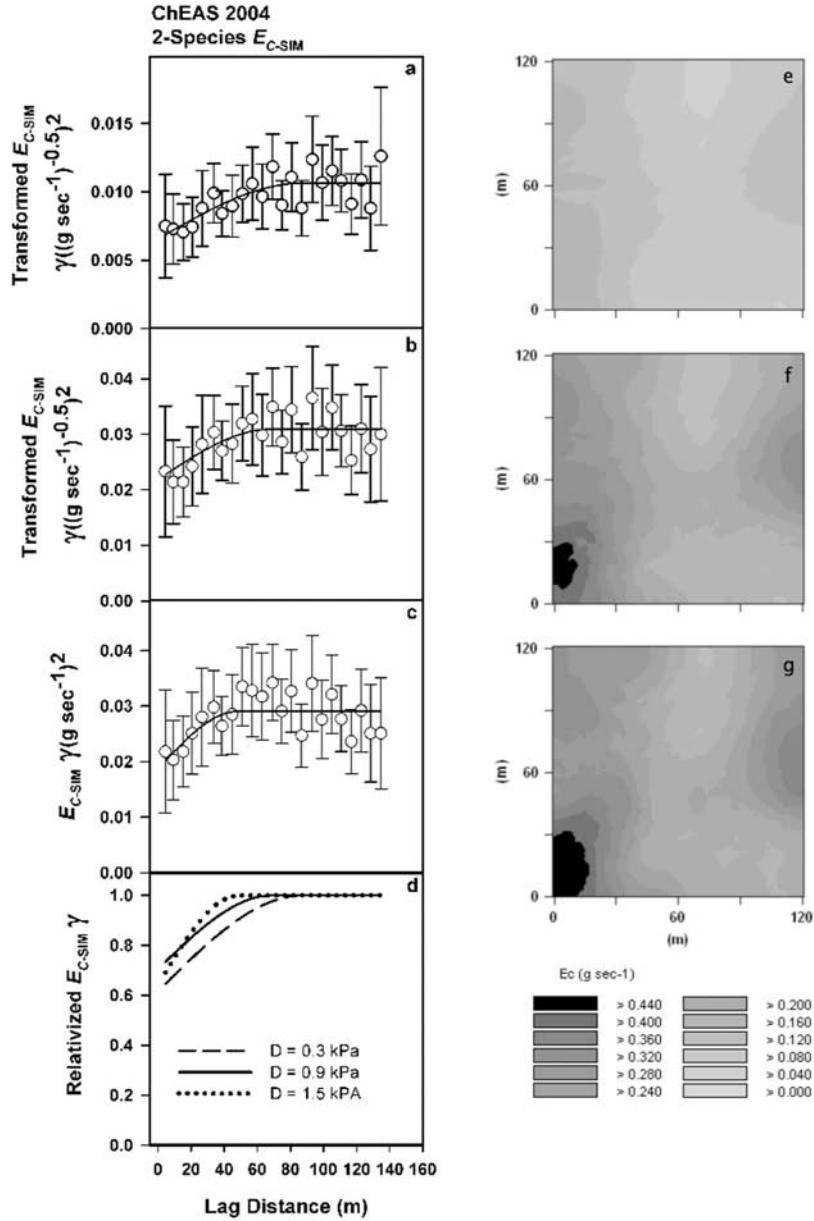 ChEAS 2004
2-Species E_C-SIM
a
Transformed E_C-SIM
γ((g sec-1)-0.5)2
0.015
0.010
0.005
0.000
b
Transformed E_C-SIM
γ((g sec-1)-0.5)2
0.04
0.03
0.02
0.01
0.00
c
E_C-SIM γ(g sec-1)2
0.04
0.03
0.02
0.01
0.00
d
Relativized E_C-SIM γ
1.0
0.8
0.6
0.4
0.2
0.0
D = 0.3 kPa
D = 0.9 kPa
D = 1.5 kPA
0 20 40 60 80 100 120 140 160
Lag Distance (m)
e
120
(m)
60
0
f
120
(m)
60
0
g
120
(m)
60
0
0 60 120
(m)
Ec (g sec-1)
> 0.440 > 0.200
> 0.400 > 0.160
> 0.360 > 0.120
> 0.320 > 0.080
> 0.280 > 0.040
> 0.240 > 0.000